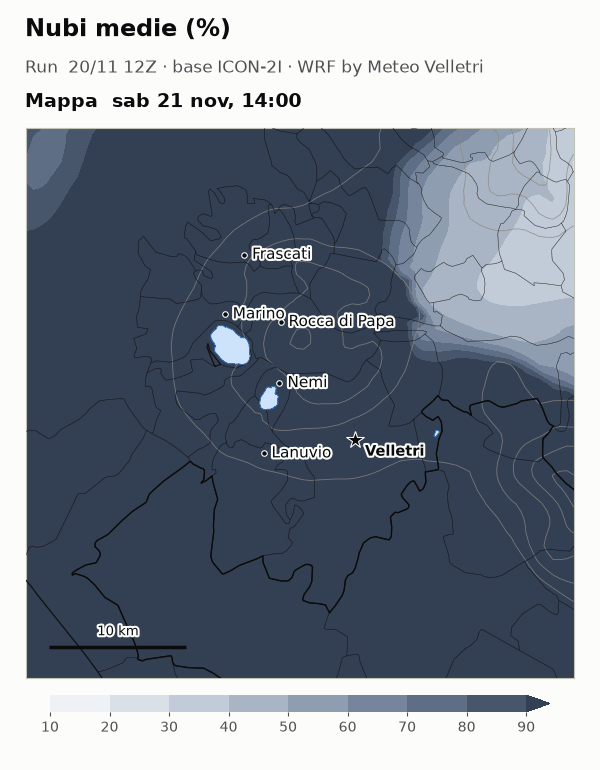 Nubi medie (%)
Run  20/11 12Z · base ICON-2I · WRF by Meteo Velletri
Mappa  sab 21 nov, 14:00
Frascati
Marino
Rocca di Papa
Nemi
Velletri
Lanuvio
10 km
10 20 30 40 50 60 70 80 90